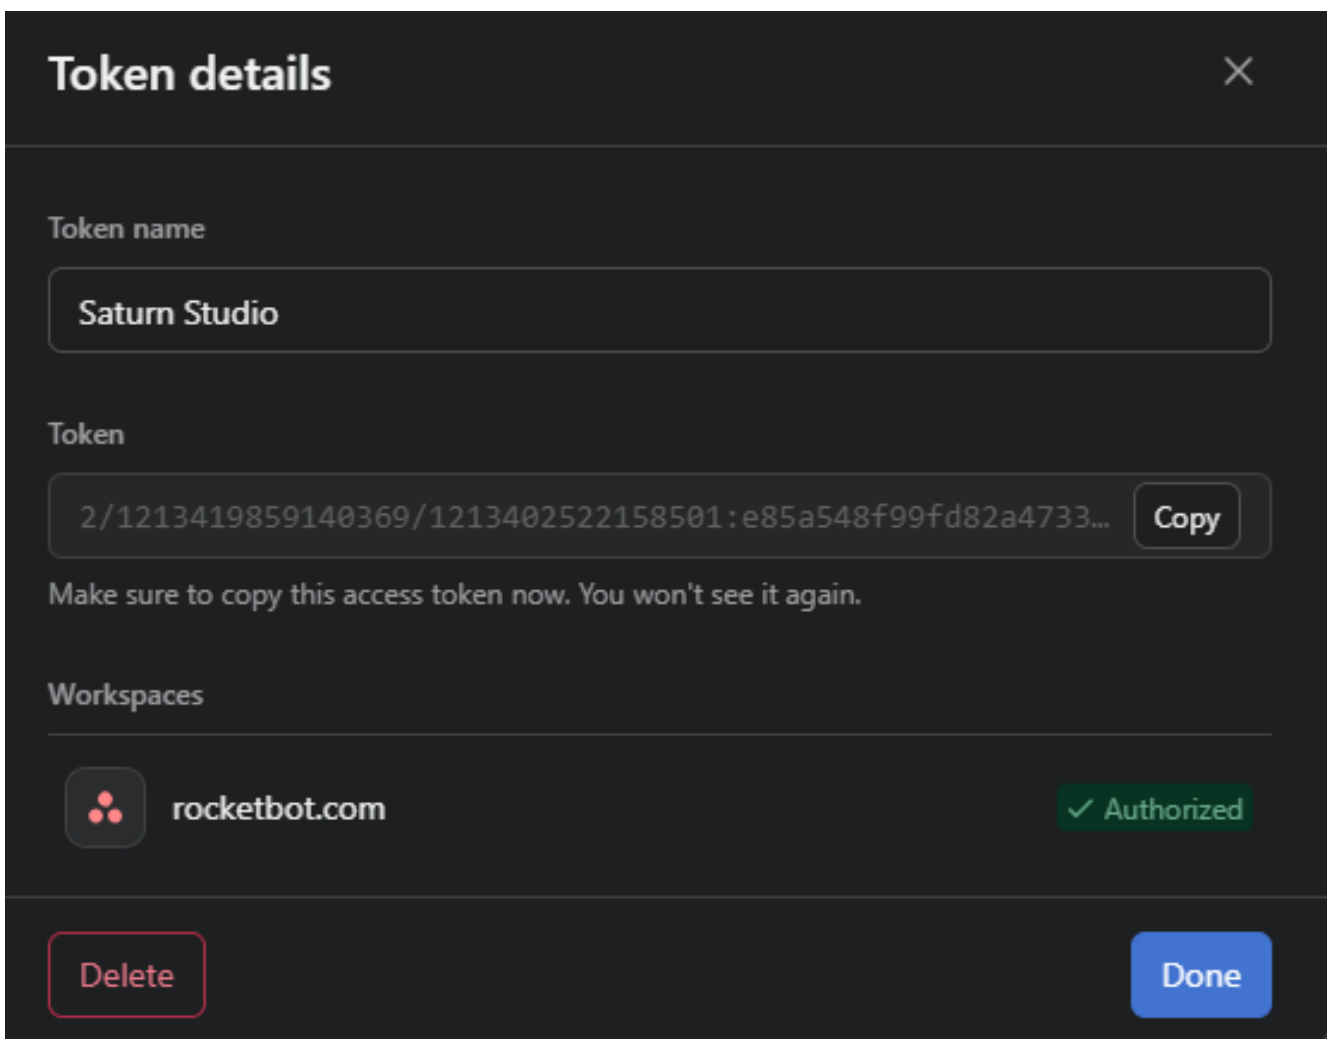 Token details
Token name
Saturn Studio
Token
2/1213419859140369/1213402522158501:e85a548f99fd82a4733…
Copy
Make sure to copy this access token now. You won't see it again.
Workspaces
rocketbot.com
✓ Authorized
Delete
Done